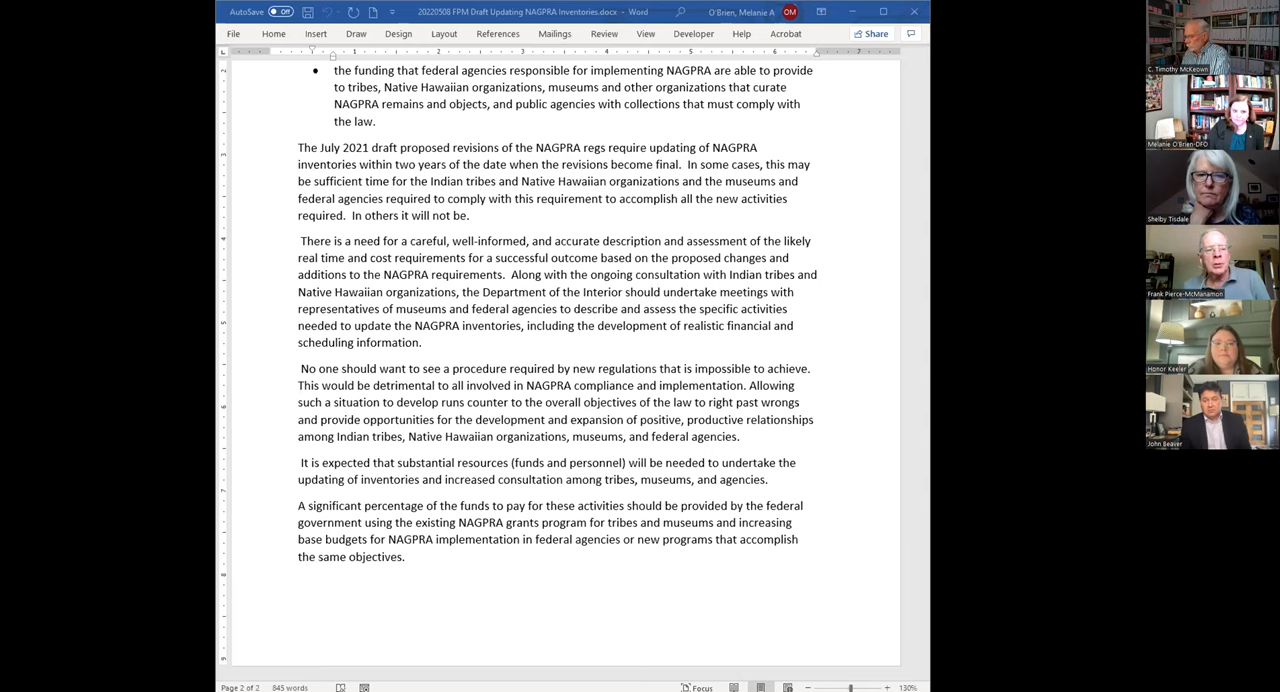 AutoSave Off 20220508 FPM Draft Updating NAGPRA Inventories.docx - Word O'Brien, Melanie A OM
File Home Insert Draw Design Layout References Mailings Review View Developer Help Acrobat Share
1 2 3 4 5 6 7
• the funding that federal agencies responsible for implementing NAGPRA are able to provide
to tribes, Native Hawaiian organizations, museums and other organizations that curate
NAGPRA remains and objects, and public agencies with collections that must comply with
the law.
The July 2021 draft proposed revisions of the NAGPRA regs require updating of NAGPRA
inventories within two years of the date when the revisions become final. In some cases, this may
be sufficient time for the Indian tribes and Native Hawaiian organizations and the museums and
federal agencies required to comply with this requirement to accomplish all the new activities
required. In others it will not be.
There is a need for a careful, well-informed, and accurate description and assessment of the likely
real time and cost requirements for a successful outcome based on the proposed changes and
additions to the NAGPRA requirements. Along with the ongoing consultation with Indian tribes and
Native Hawaiian organizations, the Department of the Interior should undertake meetings with
representatives of museums and federal agencies to describe and assess the specific activities
needed to update the NAGPRA inventories, including the development of realistic financial and
scheduling information.
No one should want to see a procedure required by new regulations that is impossible to achieve.
This would be detrimental to all involved in NAGPRA compliance and implementation. Allowing
such a situation to develop runs counter to the overall objectives of the law to right past wrongs
and provide opportunities for the development and expansion of positive, productive relationships
among Indian tribes, Native Hawaiian organizations, museums, and federal agencies.
It is expected that substantial resources (funds and personnel) will be needed to undertake the
updating of inventories and increased consultation among tribes, museums, and agencies.
A significant percentage of the funds to pay for these activities should be provided by the federal
government using the existing NAGPRA grants program for tribes and museums and increasing
base budgets for NAGPRA implementation in federal agencies or new programs that accomplish
the same objectives.
Page 2 of 2 845 words Focus 130%
C. Timothy McKeown
Melanie O'Brien-DFO
Shelby Tisdale
Frank Pierce-McManamon
Honor Keeler
John Beaver